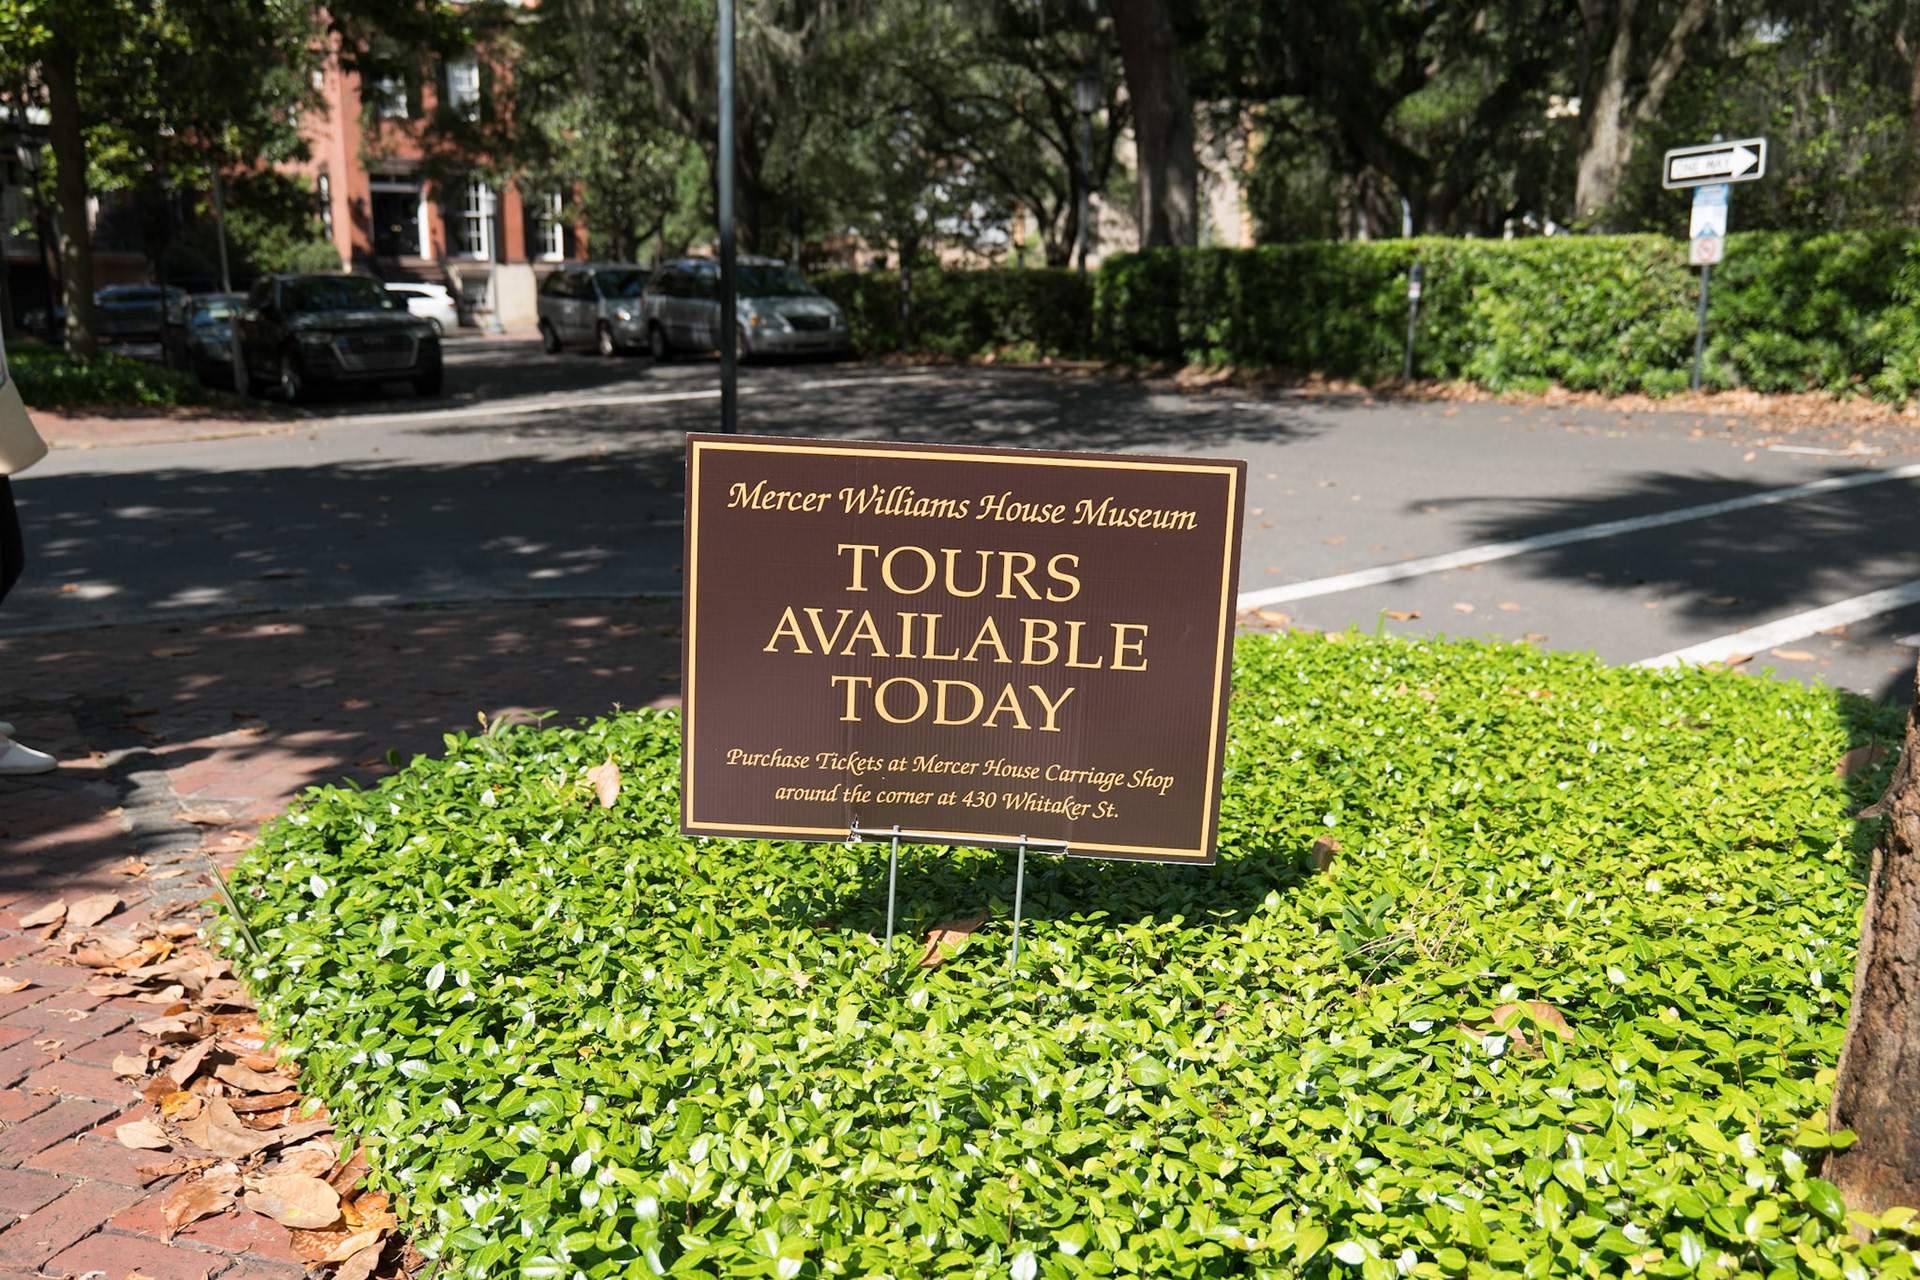 ONE WAY
Mercer Williams House Museum
TOURS
AVAILABLE
TODAY
Purchase Tickets at Mercer House Carriage Shop
around the corner at 430 Whitaker St.